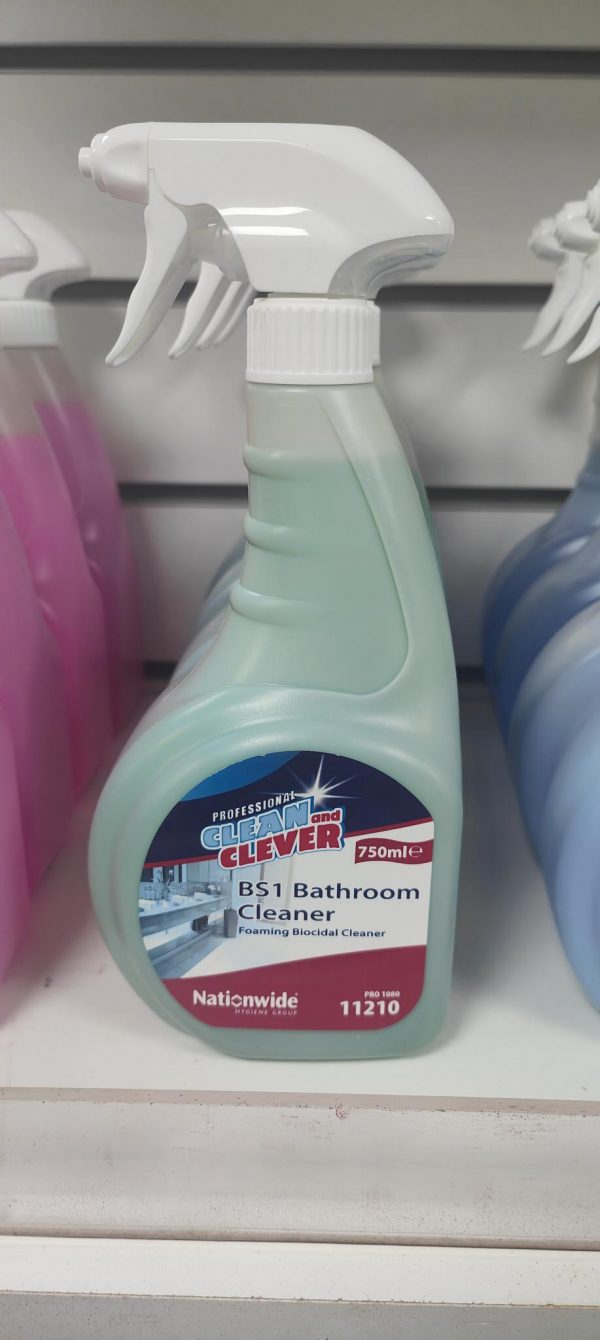 PROFESSIONAL
CLEAN and
CLEVER
750ml℮
BS1 Bathroom
Cleaner
Foaming Biocidal Cleaner
Nationwide
HYGIENE GROUP
PRO 1080
11210